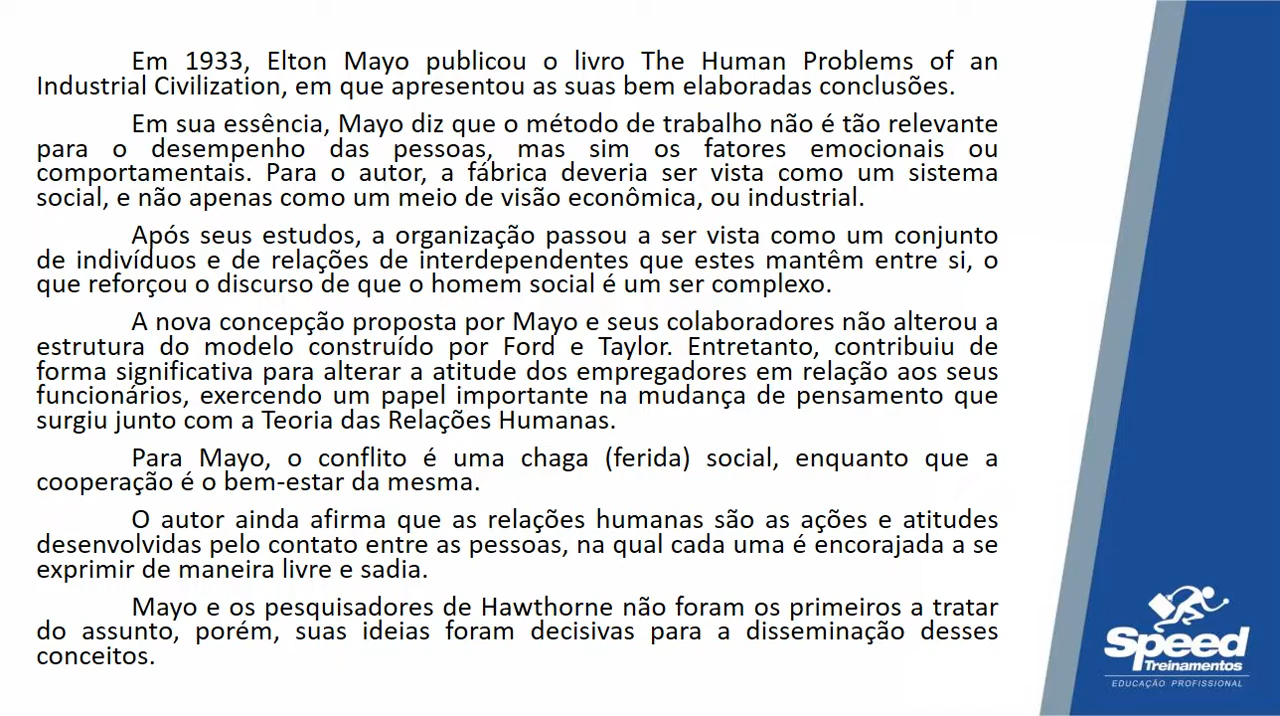 Em 1933, Elton Mayo publicou o livro The Human Problems of an
Industrial Civilization, em que apresentou as suas bem elaboradas conclusões.
Em sua essência, Mayo diz que o método de trabalho não é tão relevante
para o desempenho das pessoas, mas sim os fatores emocionais ou
comportamentais. Para o autor, a fábrica deveria ser vista como um sistema
social, e não apenas como um meio de visão econômica, ou industrial.
Após seus estudos, a organização passou a ser vista como um conjunto
de indivíduos e de relações de interdependentes que estes mantêm entre si, o
que reforçou o discurso de que o homem social é um ser complexo.
A nova concepção proposta por Mayo e seus colaboradores não alterou a
estrutura do modelo construído por Ford e Taylor. Entretanto, contribuiu de
forma significativa para alterar a atitude dos empregadores em relação aos seus
funcionários, exercendo um papel importante na mudança de pensamento que
surgiu junto com a Teoria das Relações Humanas.
Para Mayo, o conflito é uma chaga (ferida) social, enquanto que a
cooperação é o bem-estar da mesma.
O autor ainda afirma que as relações humanas são as ações e atitudes
desenvolvidas pelo contato entre as pessoas, na qual cada uma é encorajada a se
exprimir de maneira livre e sadia.
Mayo e os pesquisadores de Hawthorne não foram os primeiros a tratar
do assunto, porém, suas ideias foram decisivas para a disseminação desses
conceitos.
Speed
Treinamentos
EDUCAÇÃO PROFISSIONAL